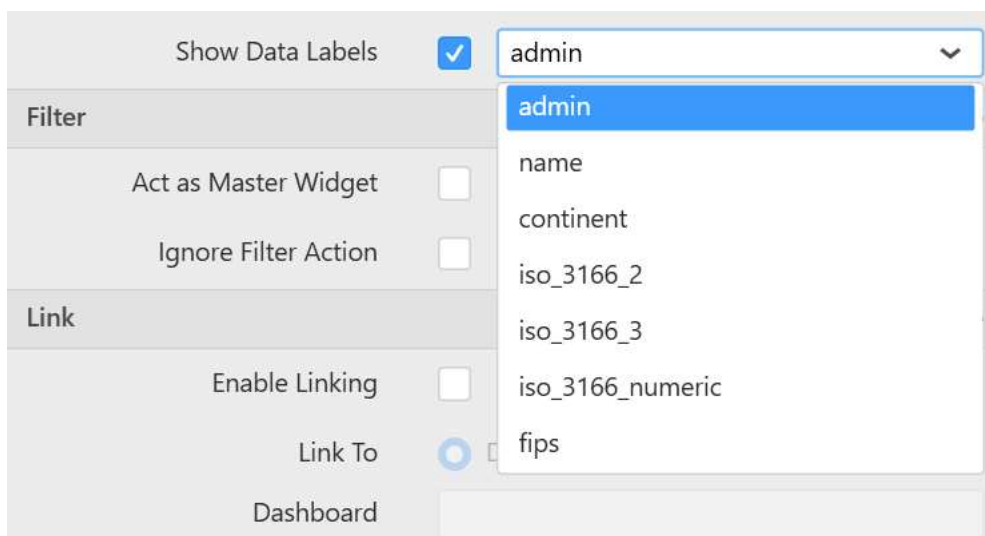 Show Data Labels admin
admin
Filter
name
Act as Master Widget
continent
Ignore Filter Action
iso_3166_2
Link
iso_3166_3
Enable Linking
iso_3166_numeric
Link To
fips
Dashboard